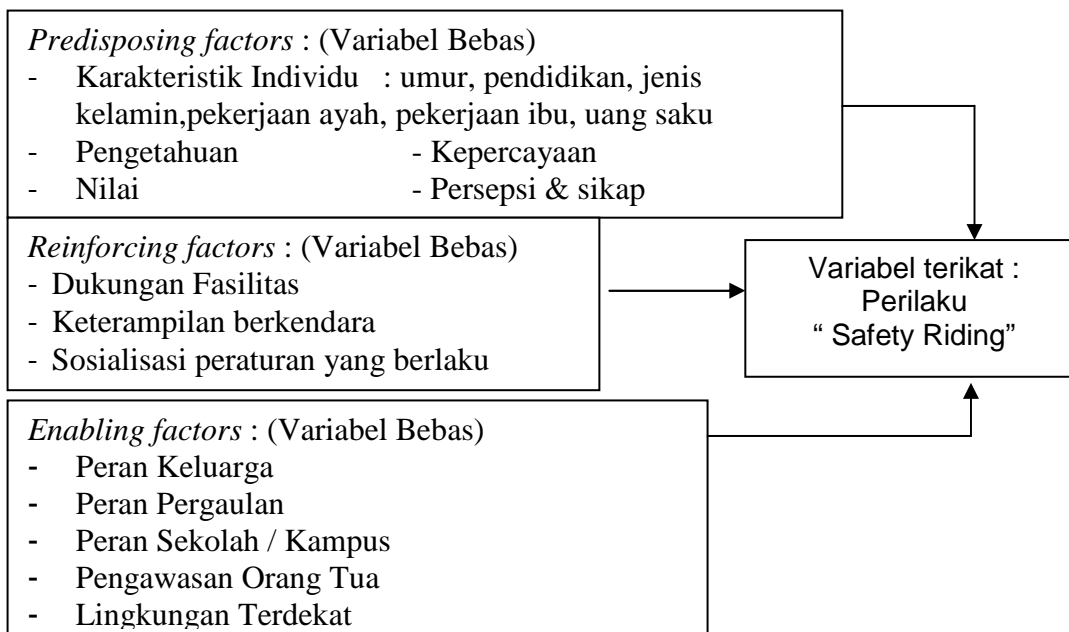 Predisposing factors : (Variabel Bebas)
- Karakteristik Individu : umur, pendidikan, jenis
kelamin,pekerjaan ayah, pekerjaan ibu, uang saku
- Pengetahuan - Kepercayaan
- Nilai - Persepsi & sikap
Reinforcing factors : (Variabel Bebas)
- Dukungan Fasilitas
- Keterampilan berkendara
- Sosialisasi peraturan yang berlaku
Variabel terikat :
Perilaku
“ Safety Riding”
Enabling factors : (Variabel Bebas)
- Peran Keluarga
- Peran Pergaulan
- Peran Sekolah / Kampus
- Pengawasan Orang Tua
- Lingkungan Terdekat